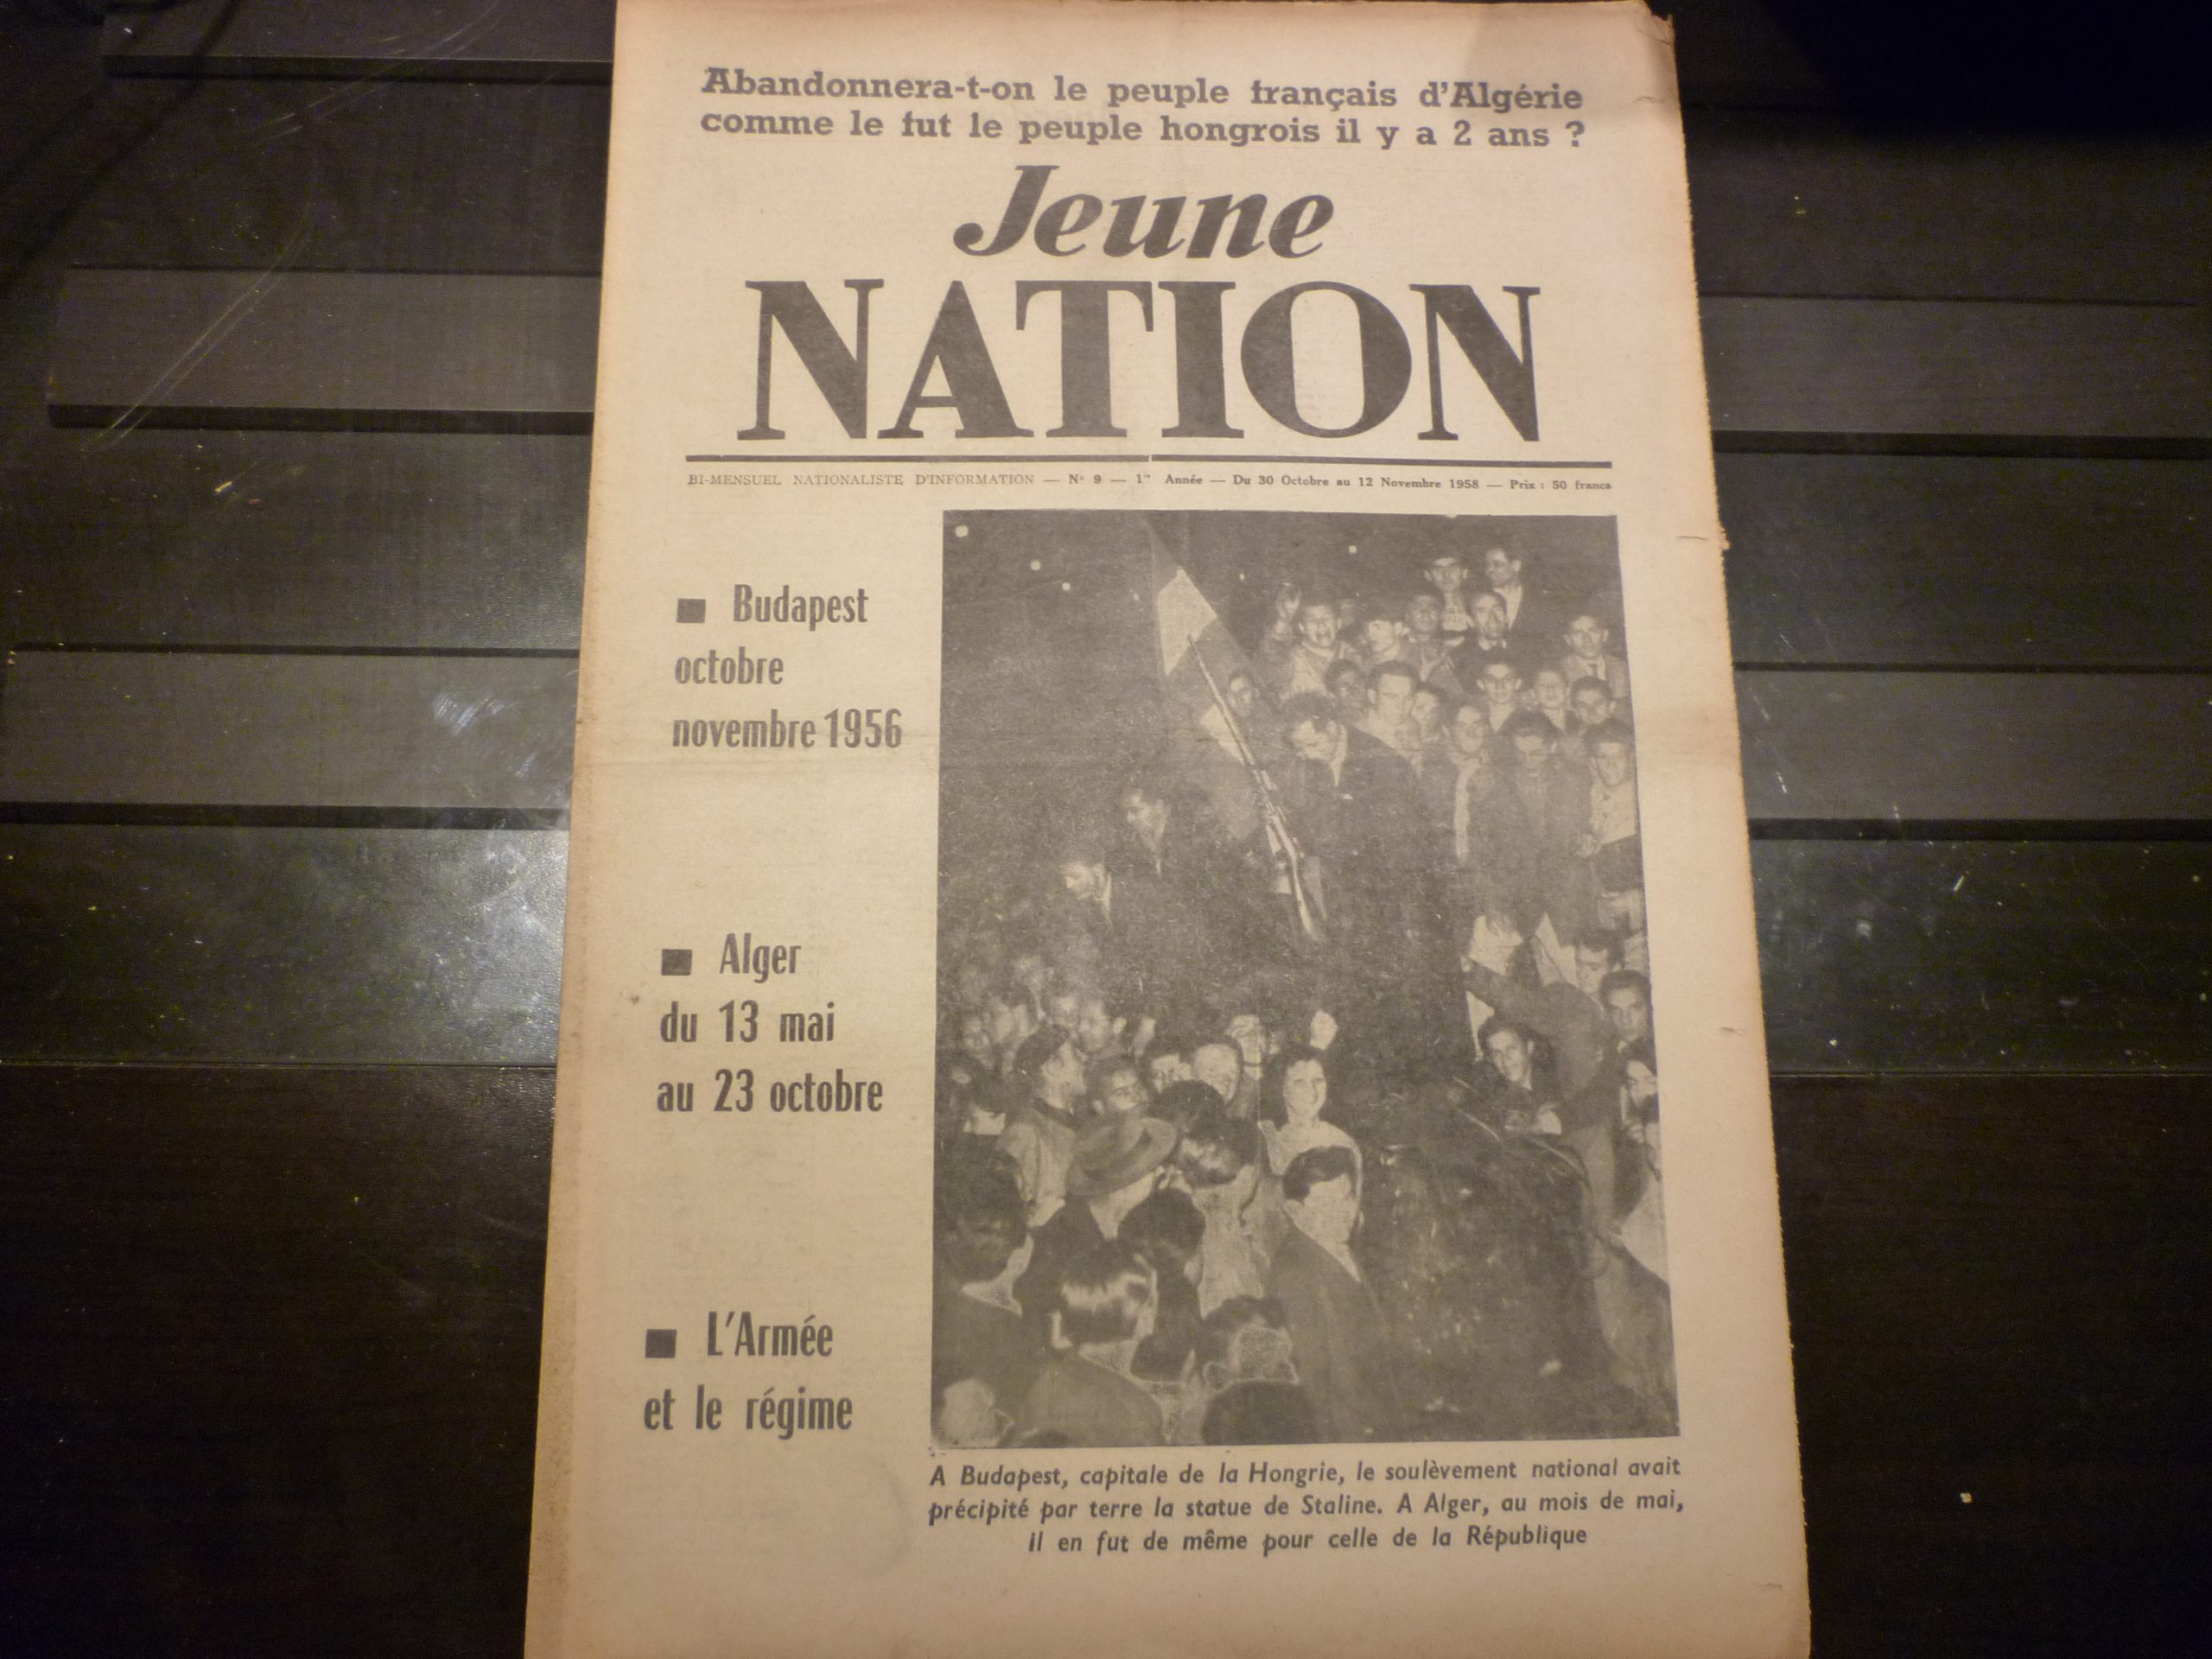 Abandonnera-t-on le peuple français d'Algérie
comme le fut le peuple hongrois il y a 2 ans ?
Jeune
NATION
BI-MENSUEL NATIONALISTE D'INFORMATION — N° 9 — 1re Année — Du 30 Octobre au 12 Novembre 1958 — Prix : 50 francs
■ Budapest
octobre
novembre 1956
■ Alger
du 13 mai
au 23 octobre
■ L'Armée
et le régime
A Budapest, capitale de la Hongrie, le soulèvement national avait
précipité par terre la statue de Staline. A Alger, au mois de mai,
il en fut de même pour celle de la République